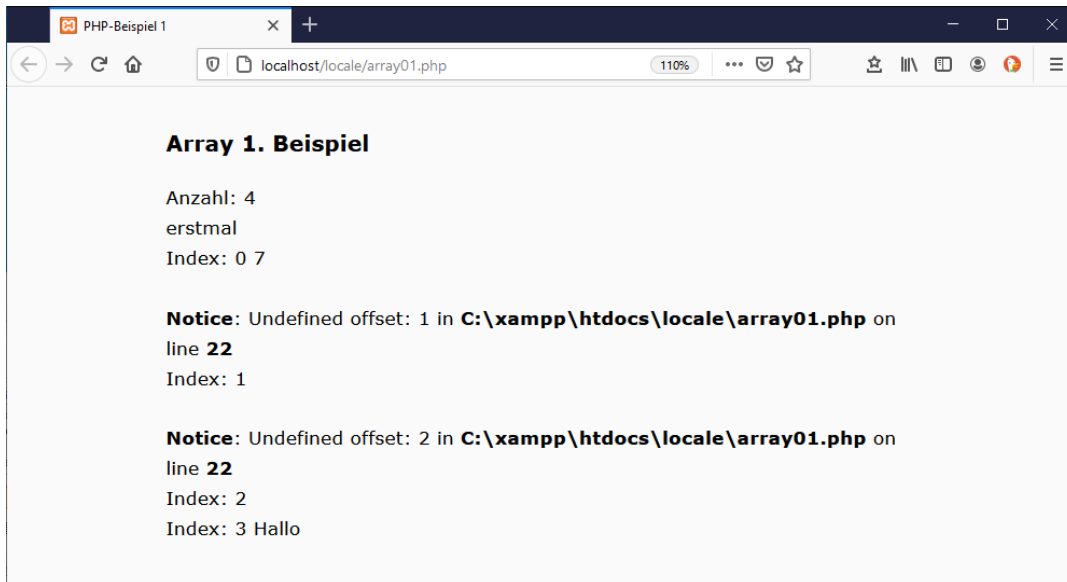 PHP-Beispiel 1
localhost/locale/array01.php
110%
Array 1. Beispiel
Anzahl: 4
erstmal
Index: 0 7
Notice: Undefined offset: 1 in C:\xampp\htdocs\locale\array01.php on
line 22
Index: 1
Notice: Undefined offset: 2 in C:\xampp\htdocs\locale\array01.php on
line 22
Index: 2
Index: 3 Hallo